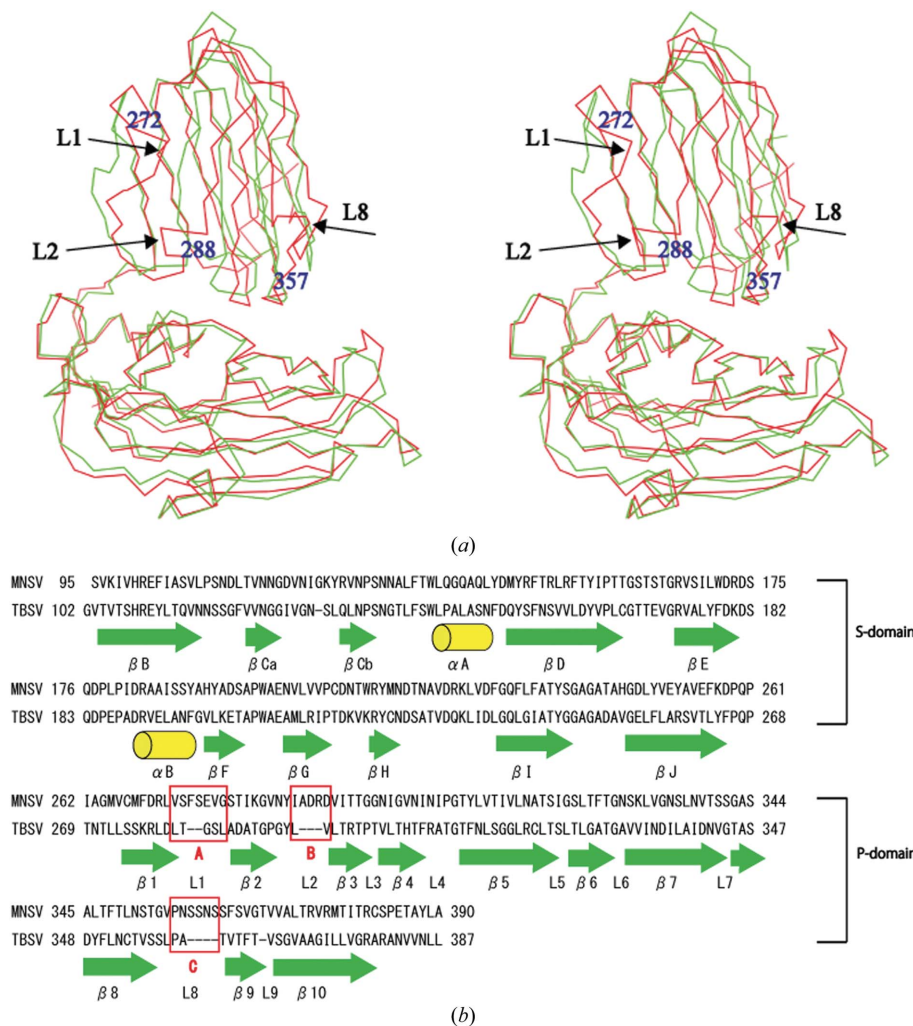 272
272
L1
L1
L8
L8
L2
288
L2
288
357
357
(a)
MNSV 95 SVKIVHREFIASVLPSNDLTVNNGDVNIGKYRVNPSNNALFTWLQGQAQLYDMYRFTRLRFTYIPTTGSTSTGRVSILWDRDS 175
TBSV 102 GVTVTSHREYLTQVNNSSGFVVNGGIVGN-SLQLNPSNGTLFSWLPALASNFDQYSFNSVVLDYVPLCGTTEVGRVALYFDKDS 182
S-domain
βB βCa βCb αA βD βE
MNSV 176 QDPLPIDRAAISSYAHYADSAPWAENVLVVPCDNTWRYMNDTNAVDRKLVDFGQFLFATYSGAGATAHGDLYVEYAVEFKDPQP 261
TBSV 183 QDPEPADRVELANFGVLKETAPWAEAMLRIPTDKVKRYCNDSATVDQKLIDLGQLGIATYGGAGADAVGELFLARSVTLYFPQP 268
αB βF βG βH βI βJ
MNSV 262 IAGMVCMFDRLVSFSEVGSTIKGVNYIADRDVITTGGNIGVNINIPGTYLVTIVLNATSIGSLTFTGNSKLVGNSLNVTSSGAS 344
TBSV 269 TNTLLSSKRLDLT--GSLADATGPGYL---VLTRTPTVLTHTFRATGTFNLSGGLRCLTSLTLGATGAVVINDILAIDNVGTAS 347
A B
P-domain
β1 L1 β2 L2 β3 L3 β4 L4 β5 L5 β6 L6 β7 L7
MNSV 345 ALTFTLNSTGVPNSSNSSFSVGTVVALTRVRMTITRCSPETAYLA 390
TBSV 348 DYFLNCTVSSLPA----TVTFT-VSGVAAGILLVGRARANVVNLL 387
C
β8 L8 β9 L9 β10
(b)